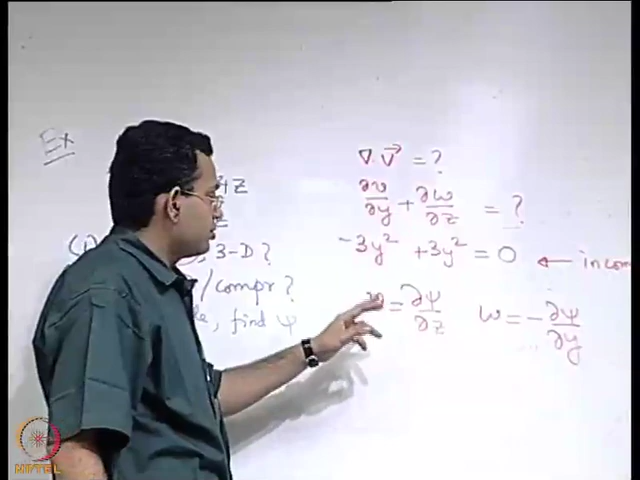 Ex
+z
3-D?
/compr?
find ψ
∇. V⃗ = ?
∂v/∂y + ∂w/∂z = ?
-3y² + 3y² = 0 ← incom
= ∂ψ/∂z w = - ∂ψ/∂y
NPTEL